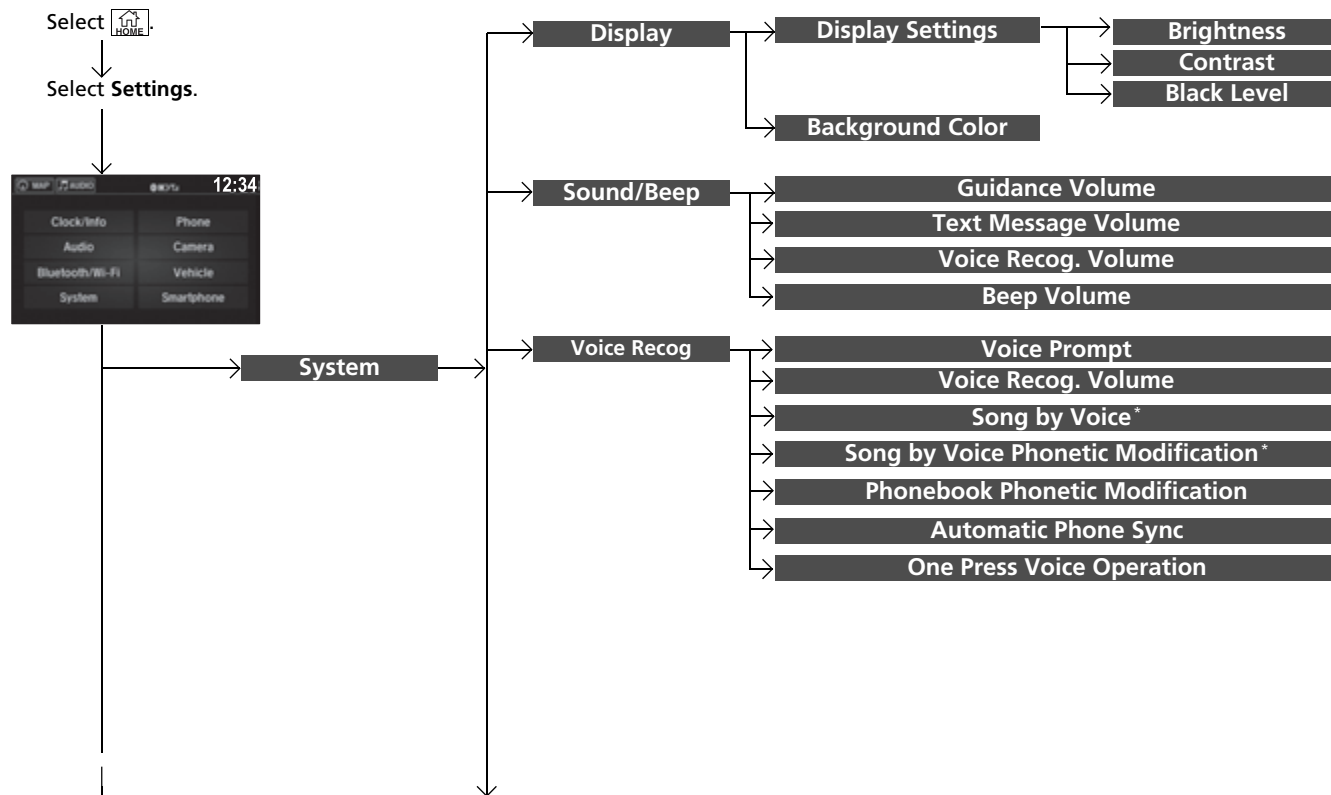 Select HOME.
Select Settings.
MAP AUDIO 12:34
Clock/Info Phone
Audio Camera
Bluetooth/Wi-Fi Vehicle
System Smartphone
System
Display
Display Settings
Brightness
Contrast
Black Level
Background Color
Sound/Beep
Guidance Volume
Text Message Volume
Voice Recog. Volume
Beep Volume
Voice Recog
Voice Prompt
Voice Recog. Volume
Song by Voice*
Song by Voice Phonetic Modification*
Phonebook Phonetic Modification
Automatic Phone Sync
One Press Voice Operation